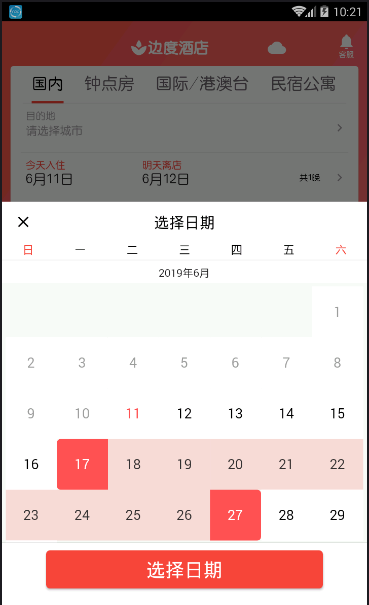 10:21
边度酒店
客服
国内 钟点房 国际/港澳台 民宿公寓
目的地
请选择城市
今天入住 明天离店
6月11日 6月12日 共1晚
选择日期
日 一 二 三 四 五 六
2019年6月
1
2 3 4 5 6 7 8
9 10 11 12 13 14 15
16 17 18 19 20 21 22
23 24 25 26 27 28 29
选择日期